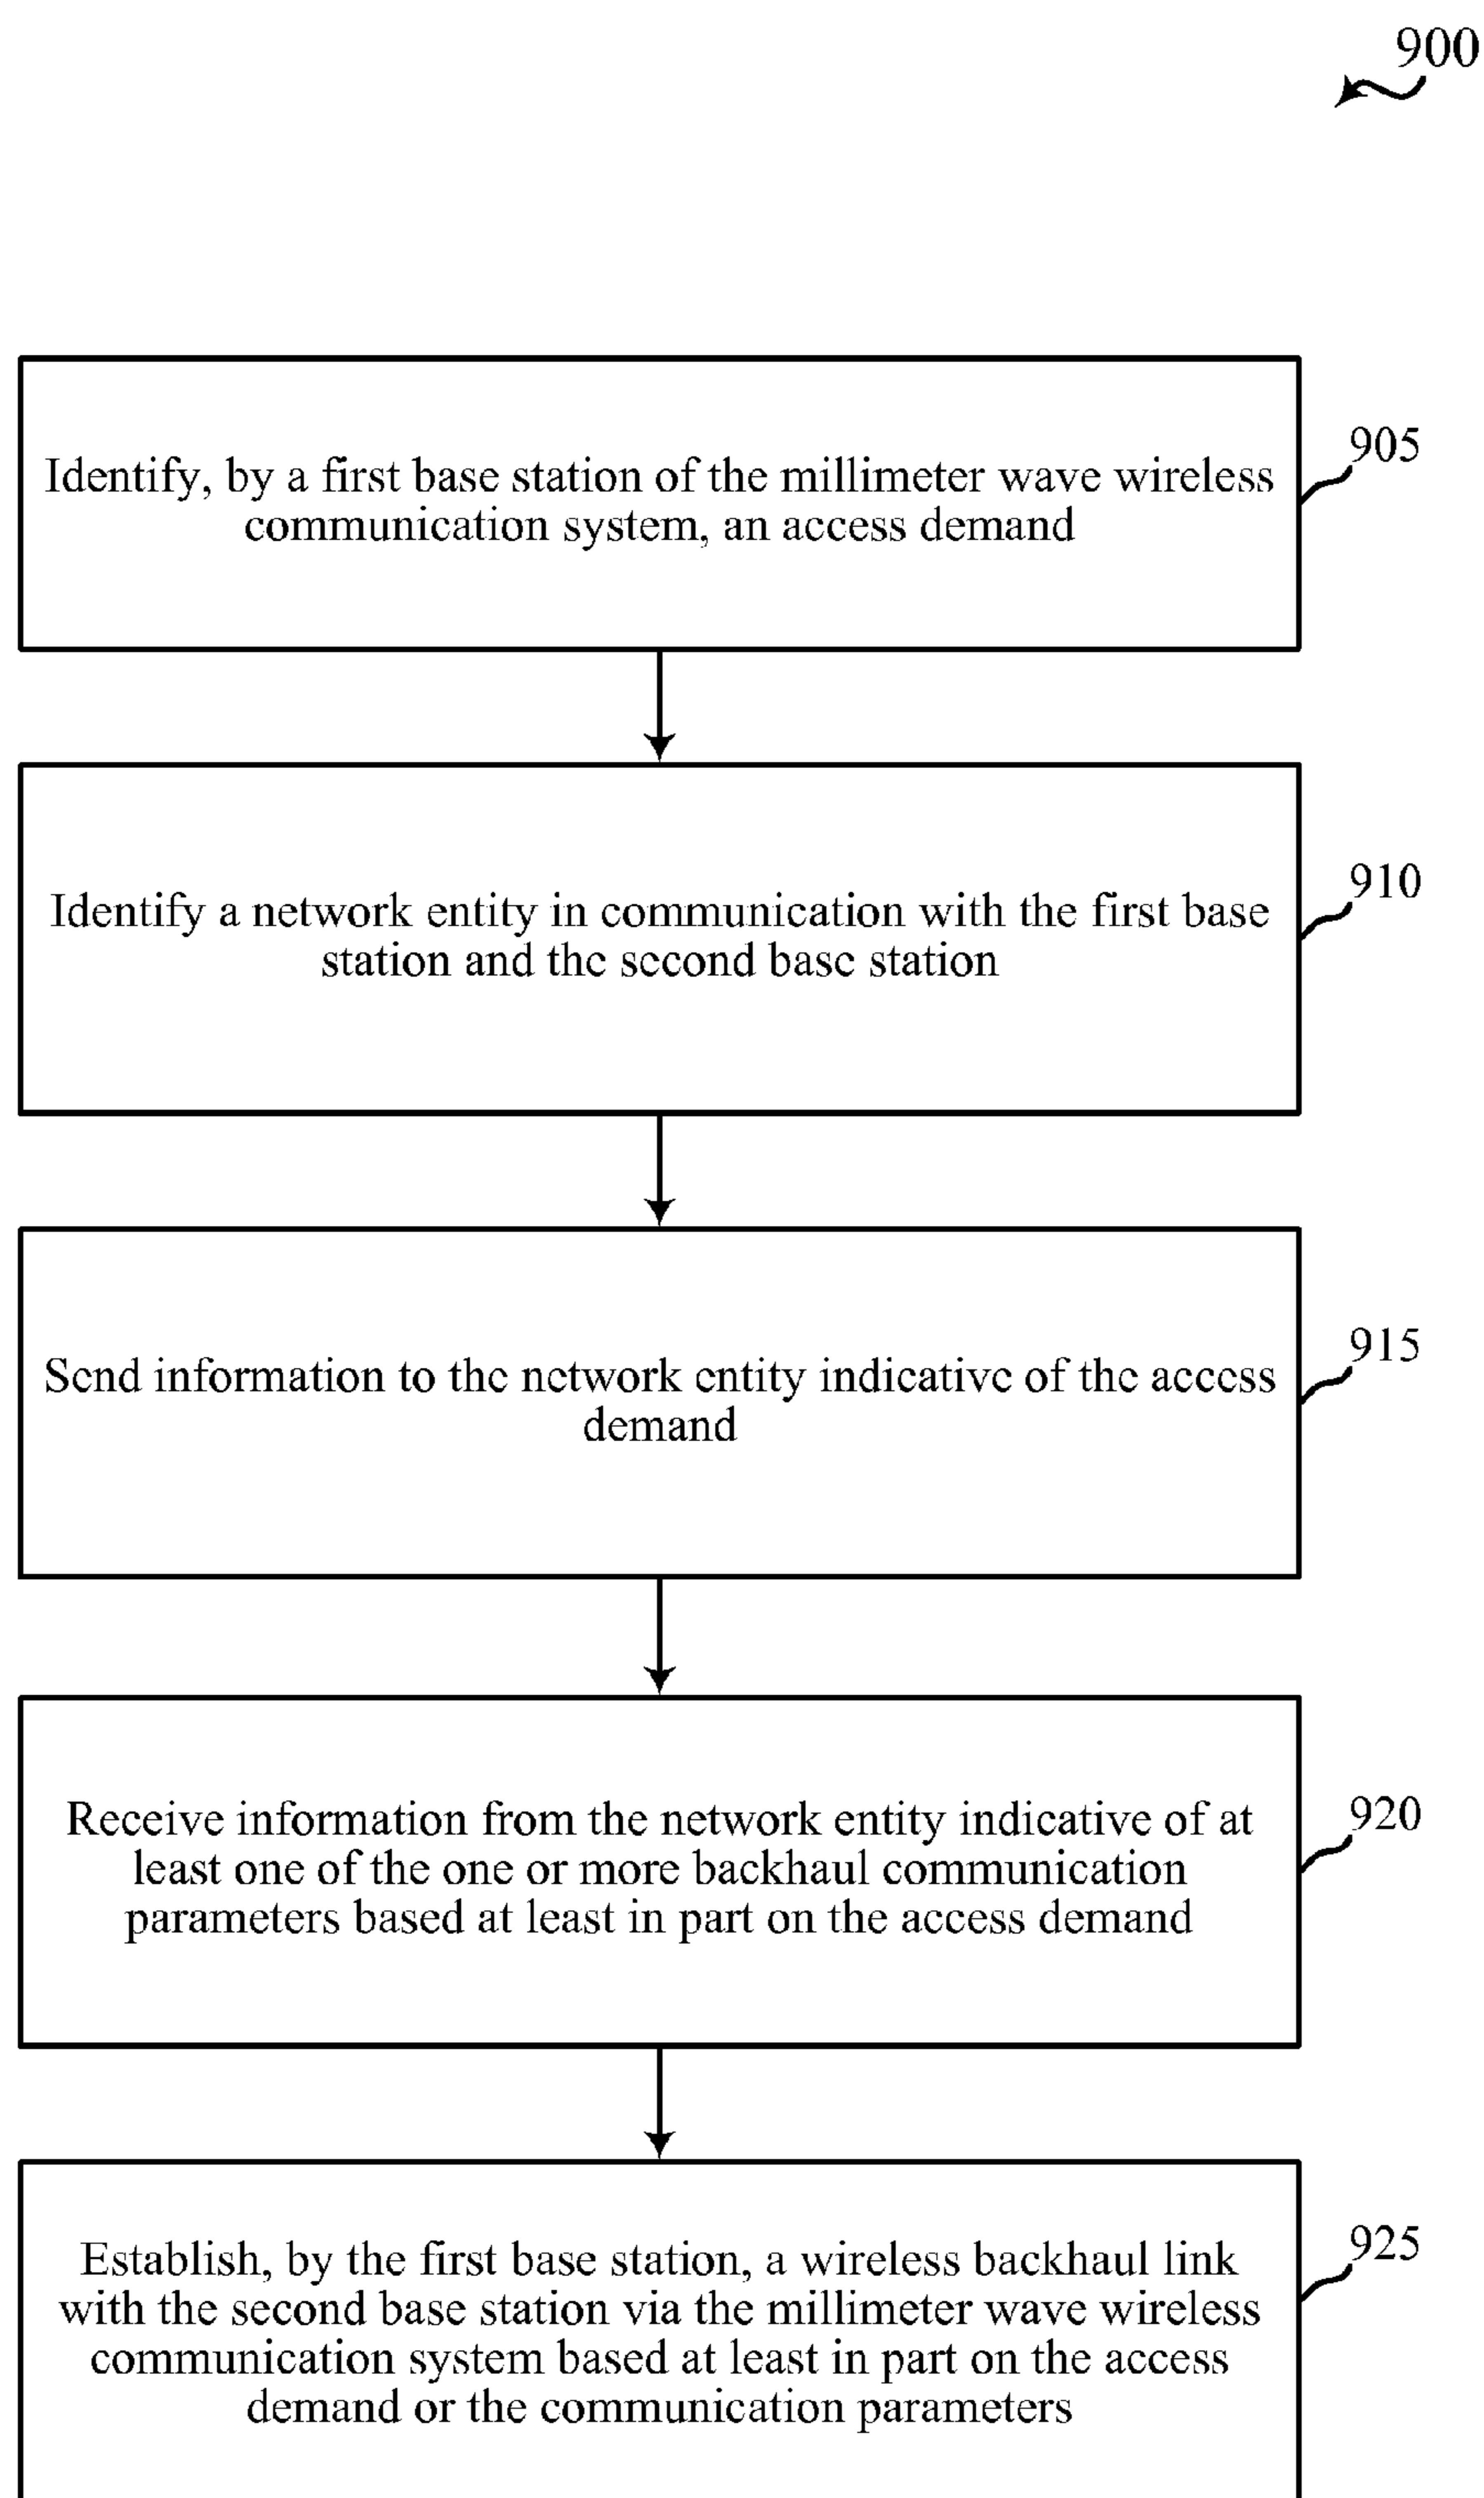 900
Identify, by a first base station of the millimeter wave wireless
communication system, an access demand
905
Identify a network entity in communication with the first base
station and the second base station
910
Send information to the network entity indicative of the access
demand
915
Receive information from the network entity indicative of at
least one of the one or more backhaul communication
parameters based at least in part on the access demand
920
Establish, by the first base station, a wireless backhaul link
with the second base station via the millimeter wave wireless
communication system based at least in part on the access
demand or the communication parameters
925